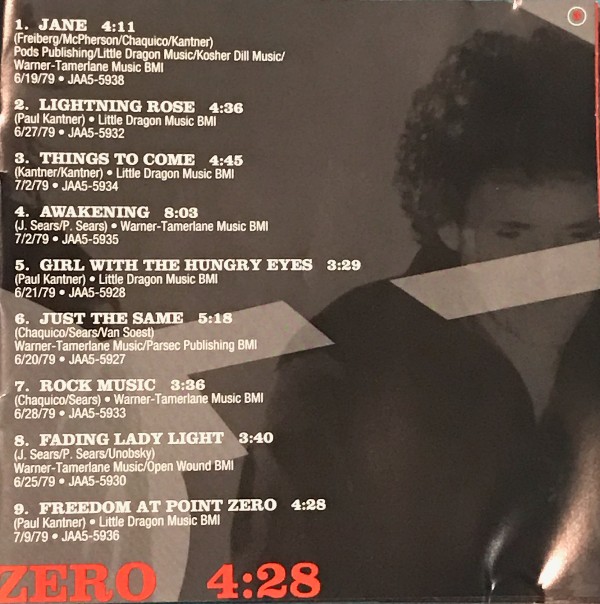 1. JANE 4:11
(Freiberg/McPherson/Chaquico/Kantner)
Pods Publishing/Little Dragon Music/Kosher Dill Music/
Warner-Tamerlane Music BMI
6/19/79 • JAA5-5938
2. LIGHTNING ROSE 4:36
(Paul Kantner) • Little Dragon Music BMI
6/27/79 • JAA5-5932
3. THINGS TO COME 4:45
(Kantner/Kantner) • Little Dragon Music BMI
7/2/79 • JAA5-5934
4. AWAKENING 8:03
(J. Sears/P. Sears) • Warner-Tamerlane Music BMI
7/2/79 • JAA5-5935
5. GIRL WITH THE HUNGRY EYES 3:29
(Paul Kantner) • Little Dragon Music BMI
6/21/79 • JAA5-5928
6. JUST THE SAME 5:18
(Chaquico/Sears/Van Soest)
Warner-Tamerlane Music/Parsec Publishing BMI
6/20/79 • JAA5-5927
7. ROCK MUSIC 3:36
(Chaquico/Sears) • Warner-Tamerlane Music BMI
6/28/79 • JAA5-5933
8. FADING LADY LIGHT 3:40
(J. Sears/P. Sears/Unobsky)
Warner-Tamerlane Music/Open Wound BMI
6/25/79 • JAA5-5930
9. FREEDOM AT POINT ZERO 4:28
(Paul Kantner) • Little Dragon Music BMI
7/9/79 • JAA5-5936
ZERO 4:28